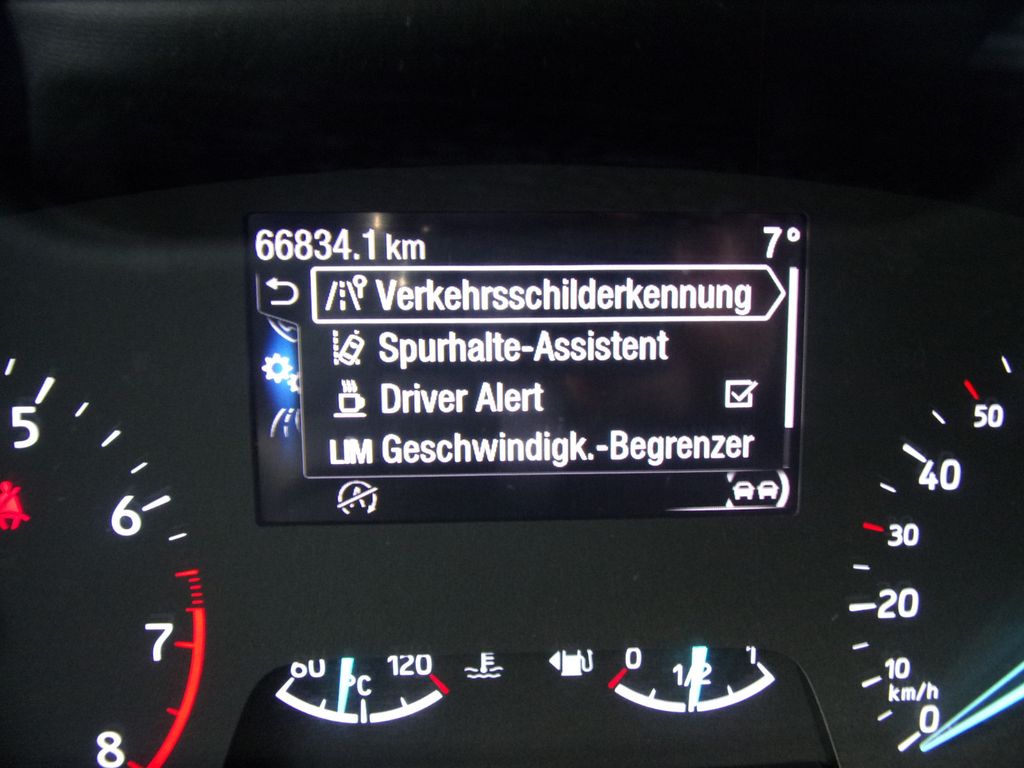 66834.1 km 7°
Verkehrsschilderkennung
Spurhalte-Assistent
Driver Alert
LIM Geschwindigk.-Begrenzer
A
5
6
7
8
60 120
°C
0 1/2 1
50
40
30
20
10
km/h
0